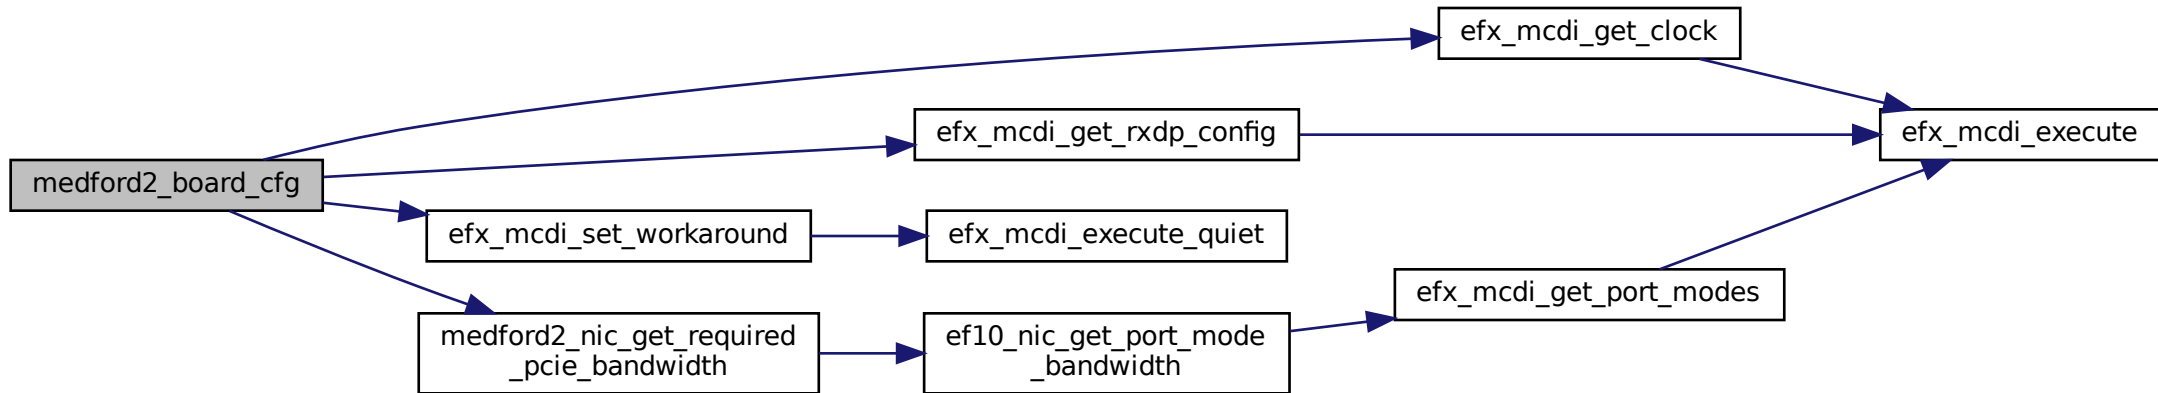 efx_mcdi_get_clock
efx_mcdi_get_rxdp_config
efx_mcdi_execute
medford2_board_cfg
efx_mcdi_set_workaround
efx_mcdi_execute_quiet
efx_mcdi_get_port_modes
medford2_nic_get_required
_pcie_bandwidth
ef10_nic_get_port_mode
_bandwidth